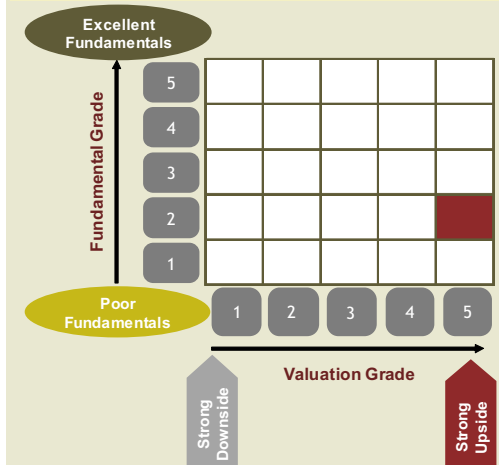 Excellent
Fundamentals
Fundamental Grade
5
4
3
2
1
Poor
Fundamentals
1
2
3
4
5
Valuation Grade
Strong
Downside
Strong
Upside